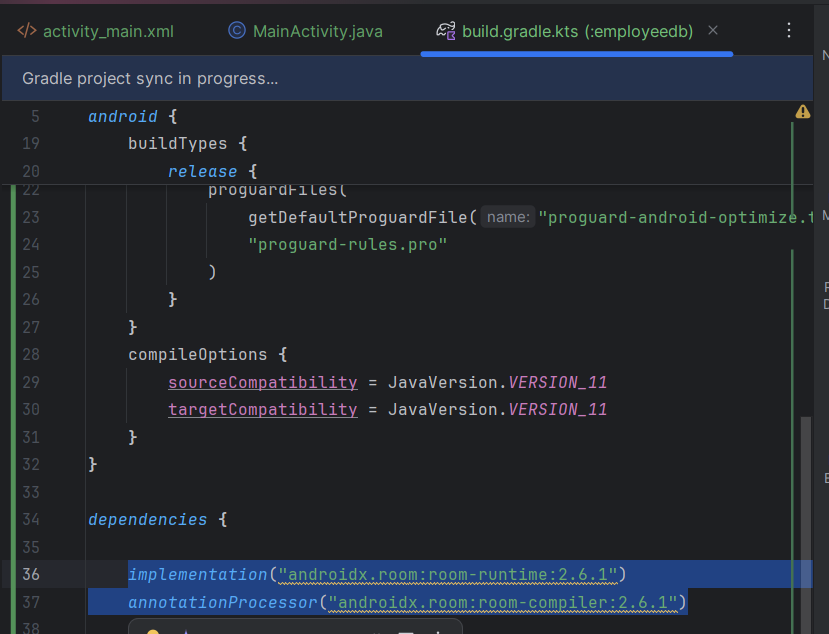 activity_main.xml
MainActivity.java
build.gradle.kts (:employeedb)
Gradle project sync in progress...
5 android {
19 buildTypes {
20 release {
22 proguardFiles(
23 getDefaultProguardFile( name: "proguard-android-optimize.t
24 "proguard-rules.pro"
25 )
26 }
27 }
28 compileOptions {
29 sourceCompatibility = JavaVersion.VERSION_11
30 targetCompatibility = JavaVersion.VERSION_11
31 }
32 }
33
34 dependencies {
35
36 implementation("androidx.room:room-runtime:2.6.1")
37 annotationProcessor("androidx.room:room-compiler:2.6.1")
38